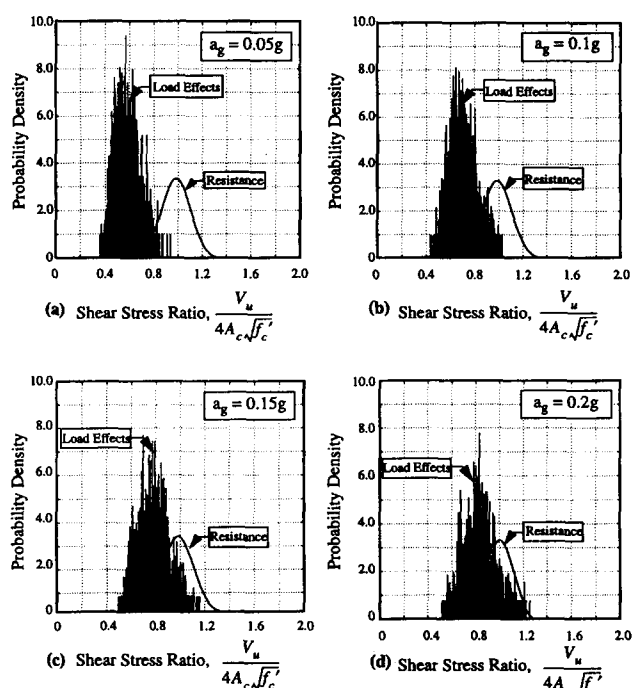 10.0
8.0
6.0
4.0
2.0
0
Probability Density
a_g = 0.05g
Load Effects
Resistance
0 0.4 0.8 1.2 1.6 2.0
(a) Shear Stress Ratio, V_u / 4A_c√f_c′
10.0
8.0
6.0
4.0
2.0
0
Probability Density
a_g = 0.1g
Load Effects
Resistance
0 0.4 0.8 1.2 1.6 2.0
(b) Shear Stress Ratio, V_u / 4A_c√f_c′
10.0
8.0
6.0
4.0
2.0
0
Probability Density
a_g = 0.15g
Load Effects
Resistance
0 0.4 0.8 1.2 1.6 2.0
(c) Shear Stress Ratio, V_u / 4A_c√f_c′
10.0
8.0
6.0
4.0
2.0
0
Probability Density
a_g = 0.2g
Load Effects
Resistance
0 0.4 0.8 1.2 1.6 2.0
(d) Shear Stress Ratio, V_u / 4A √f ′